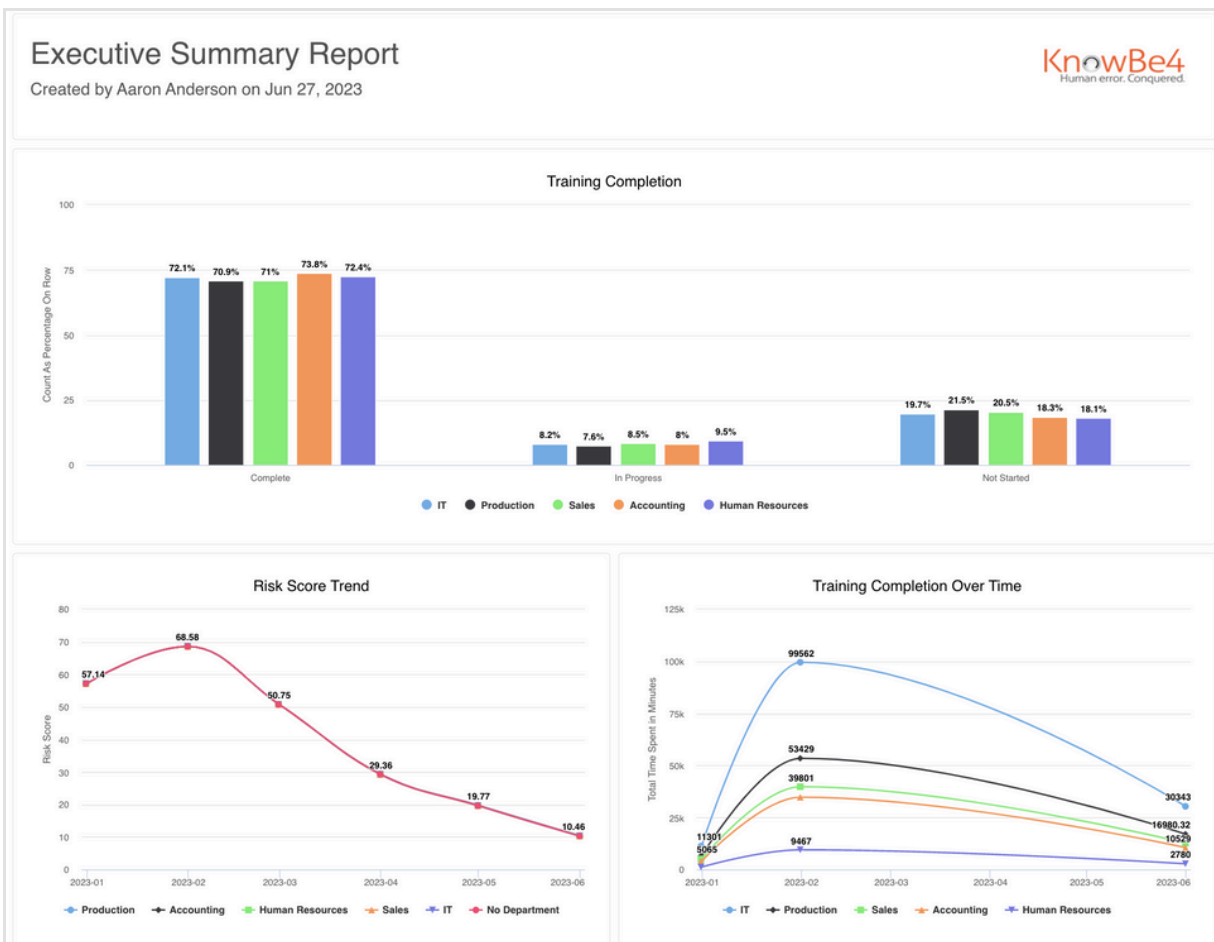 Executive Summary Report
Created by Aaron Anderson on Jun 27, 2023
KnowBe4
Human error. Conquered.
Training Completion
Count As Percentage On Row
100
75
50
25
0
72.1% 70.9% 71% 73.8% 72.4%
8.2% 7.6% 8.5% 8% 9.5%
19.7% 21.5% 20.5% 18.3% 18.1%
Complete In Progress Not Started
IT Production Sales Accounting Human Resources
Risk Score Trend
Risk Score
80
70
60
50
40
30
20
10
0
57.14
68.58
50.75
29.36
19.77
10.46
2023-01 2023-02 2023-03 2023-04 2023-05 2023-06
Production Accounting Human Resources Sales IT No Department
Training Completion Over Time
Total Time Spent in Minutes
125k
100k
75k
50k
25k
0
99562
53429
39801
9467
11301
5065
30343
16980.32
10529
2780
2023-01 2023-02 2023-03 2023-04 2023-05 2023-06
IT Production Sales Accounting Human Resources